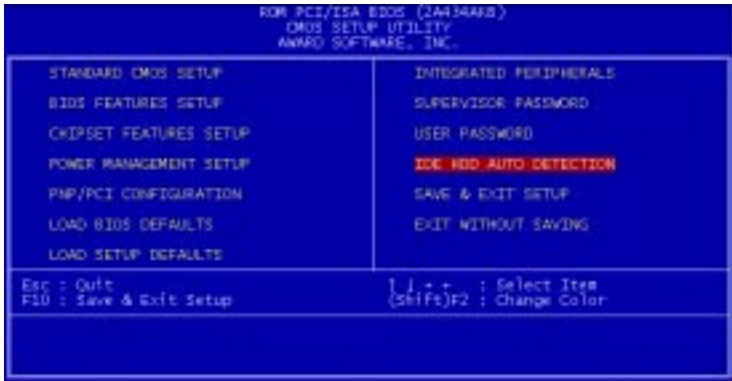 ROM PCI/ISA BIOS (2A434AKB)
CMOS SETUP UTILITY
AWARD SOFTWARE, INC.
STANDARD CMOS SETUP
BIOS FEATURES SETUP
CHIPSET FEATURES SETUP
POWER MANAGEMENT SETUP
PNP/PCI CONFIGURATION
LOAD BIOS DEFAULTS
LOAD SETUP DEFAULTS
INTEGRATED PERIPHERALS
SUPERVISOR PASSWORD
USER PASSWORD
IDE HDD AUTO DETECTION
SAVE & EXIT SETUP
EXIT WITHOUT SAVING
Esc : Quit
F10 : Save & Exit Setup
↑ ↓ → ← : Select Item
(Shift)F2 : Change Color